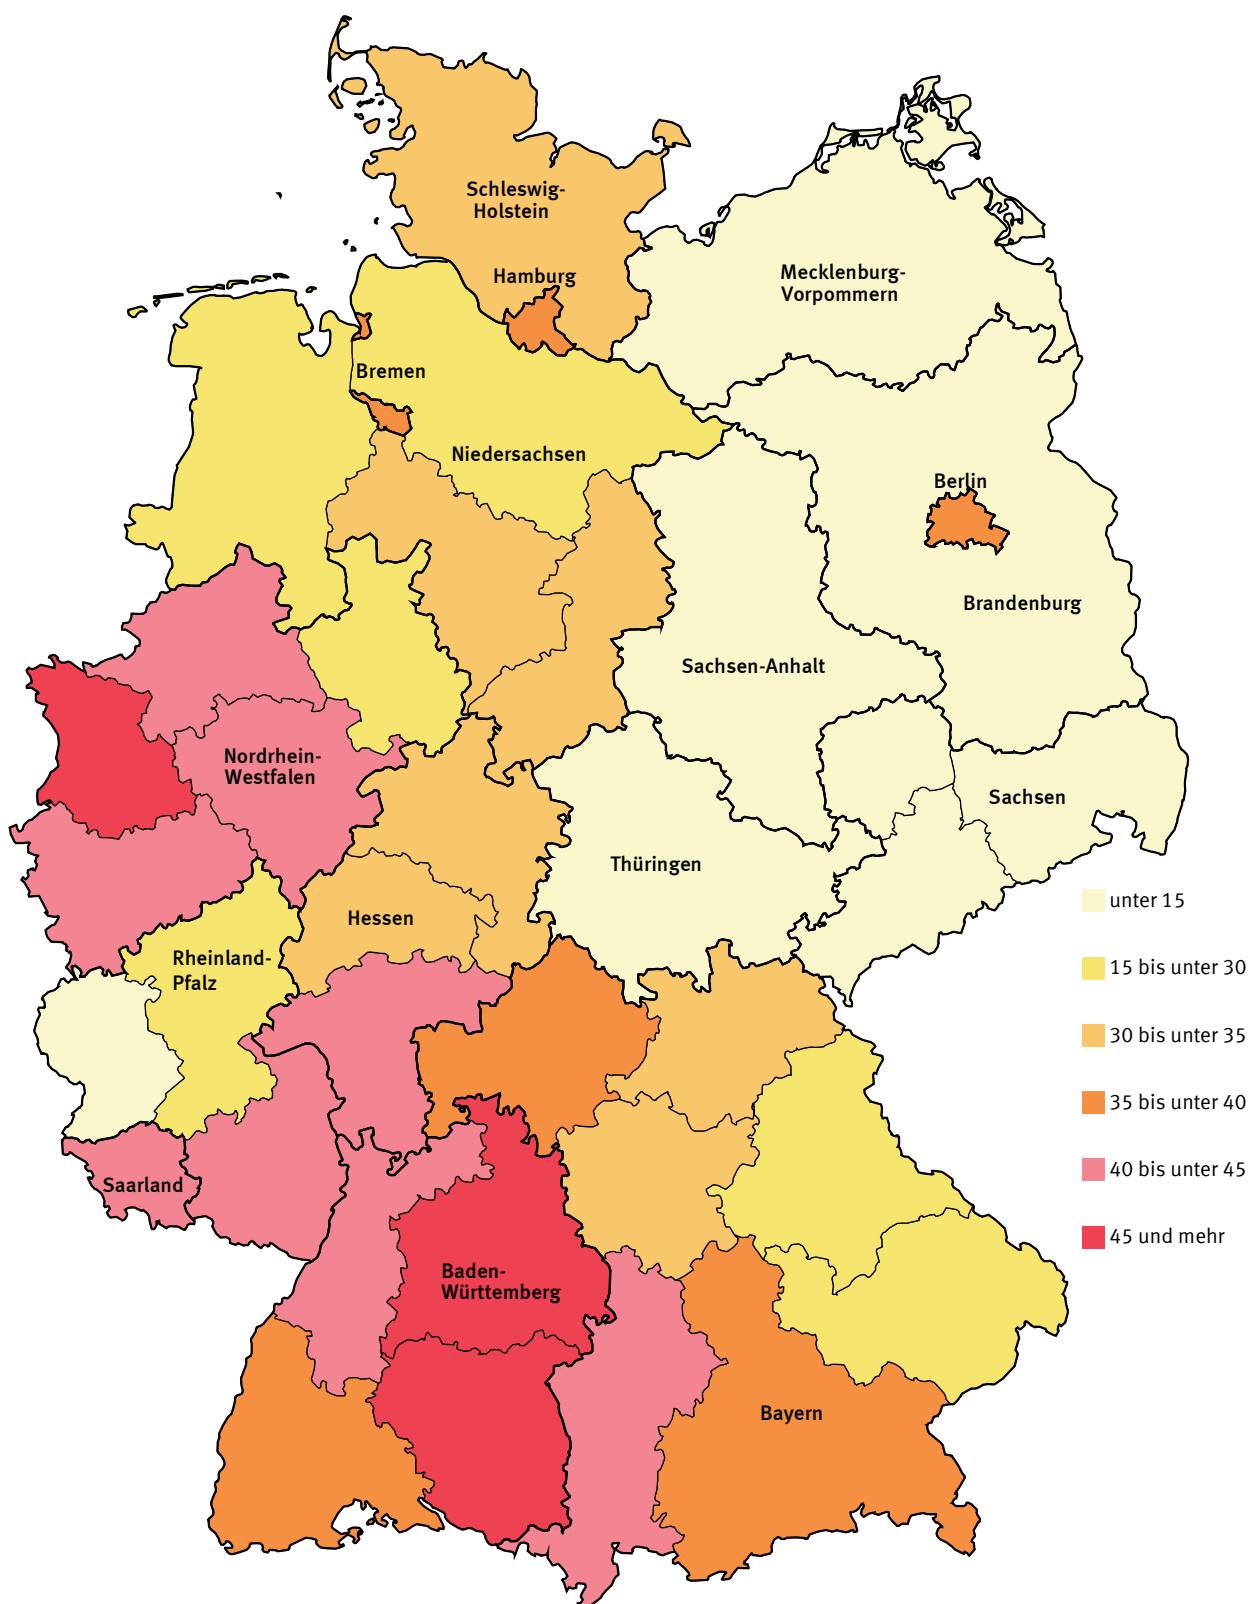 Schleswig-
Holstein
Hamburg
Mecklenburg-
Vorpommern
Bremen
Niedersachsen
Berlin
Brandenburg
Sachsen-Anhalt
Nordrhein-
Westfalen
Sachsen
Thüringen
Hessen
Rheinland-
Pfalz
Saarland
Baden-
Württemberg
Bayern
unter 15
15 bis unter 30
30 bis unter 35
35 bis unter 40
40 bis unter 45
45 und mehr